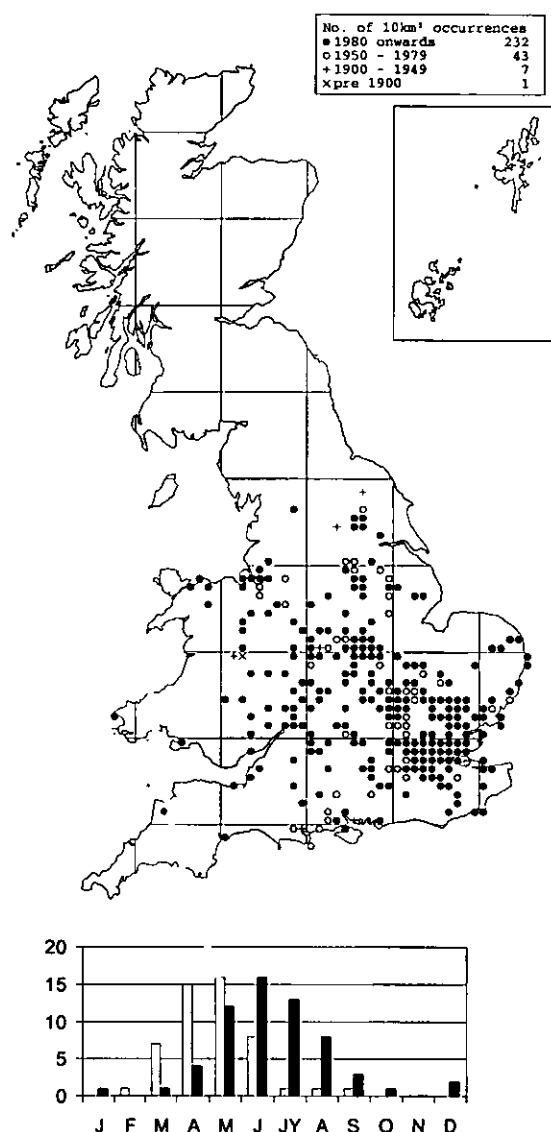 No. of 10km² occurrences
● 1980 onwards 232
○ 1950 - 1979 43
+ 1900 - 1949 7
× pre 1900 1
20
15
10
5
0
J F M A M J JY A S O N D